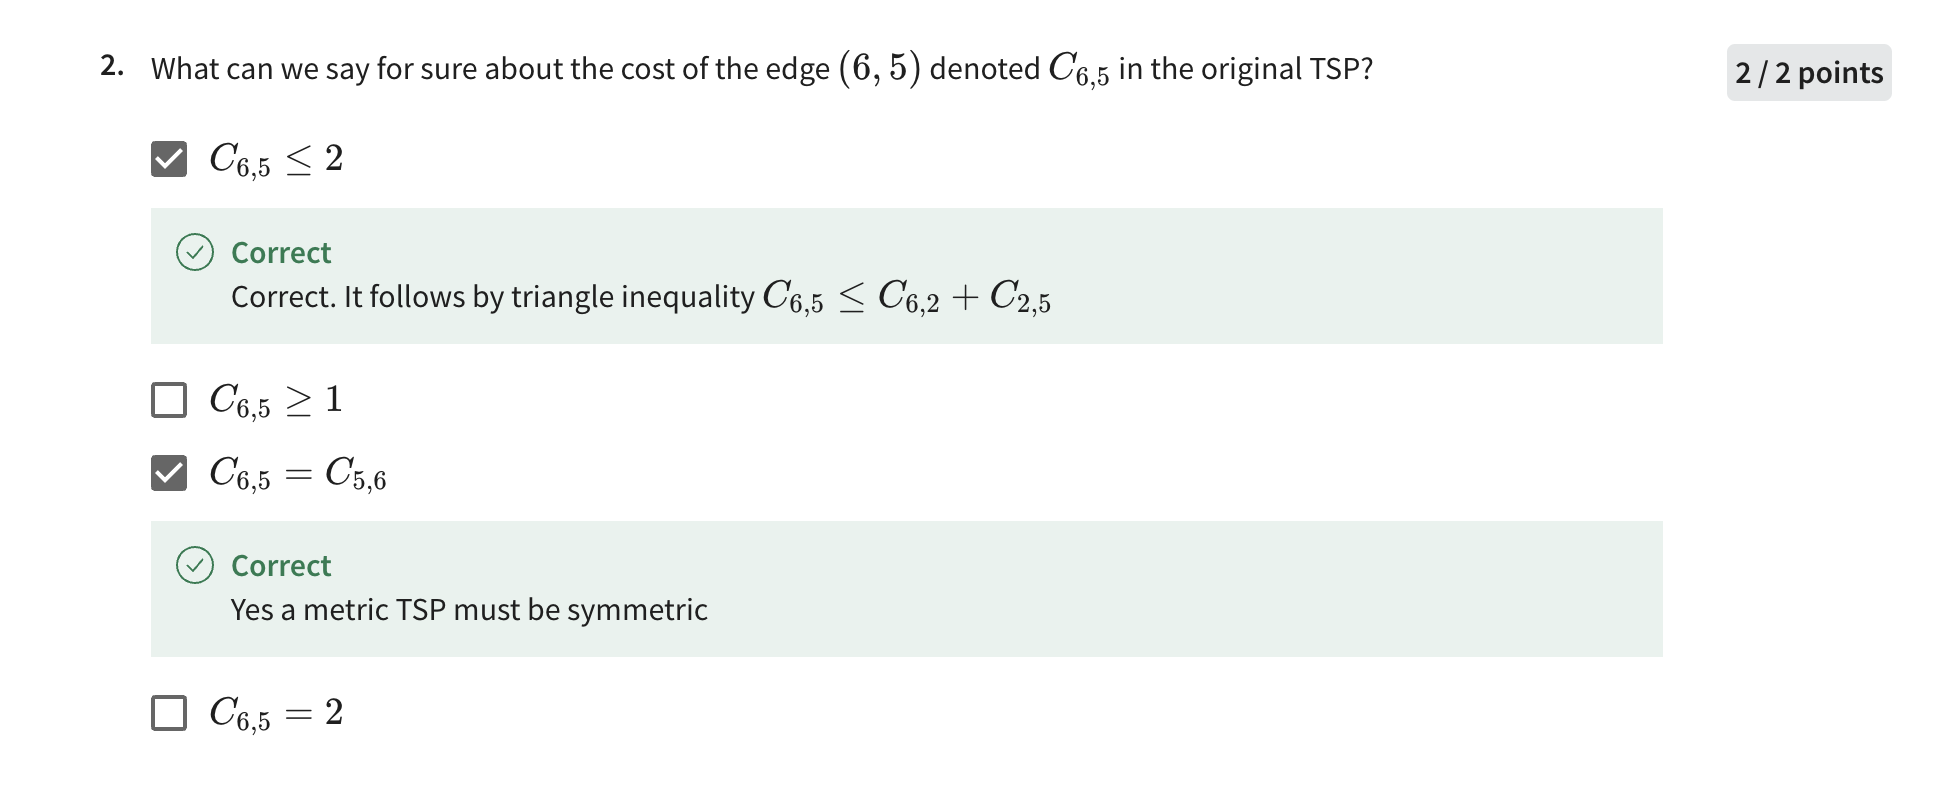 2. What can we say for sure about the cost of the edge (6, 5) denoted C_{6,5} in the original TSP?
2 / 2 points
C_{6,5} ≤ 2
Correct
Correct. It follows by triangle inequality C_{6,5} ≤ C_{6,2} + C_{2,5}
C_{6,5} ≥ 1
C_{6,5} = C_{5,6}
Correct
Yes a metric TSP must be symmetric
C_{6,5} = 2